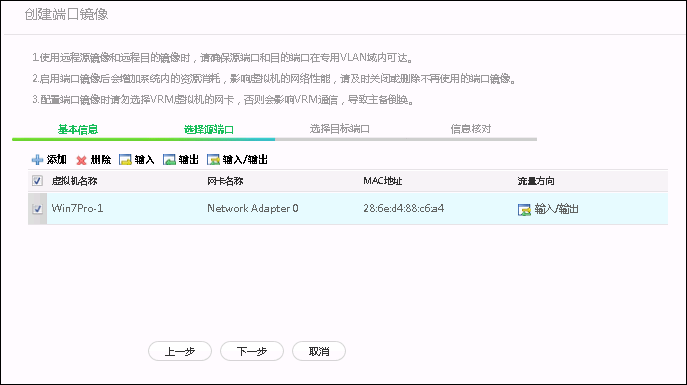 创建端口镜像
1.使用远程源镜像和远程目的镜像时，请确保源端口和目的端口在专用VLAN域内可达。
2.启用端口镜像后会增加系统内的资源消耗，影响虚拟机的网络性能，请及时关闭或删除不再使用的端口镜像。
3.配置端口镜像时请勿选择VRM虚拟机的网卡，否则会影响VRM通信，导致主备倒换。
基本信息 选择源端口 选择目标端口 信息核对
添加 删除 输入 输出 输入/输出
虚拟机名称 网卡名称 MAC地址 流量方向
Win7Pro-1 Network Adapter 0 28:6e:d4:88:c6:a4 输入/输出
上一步 下一步 取消